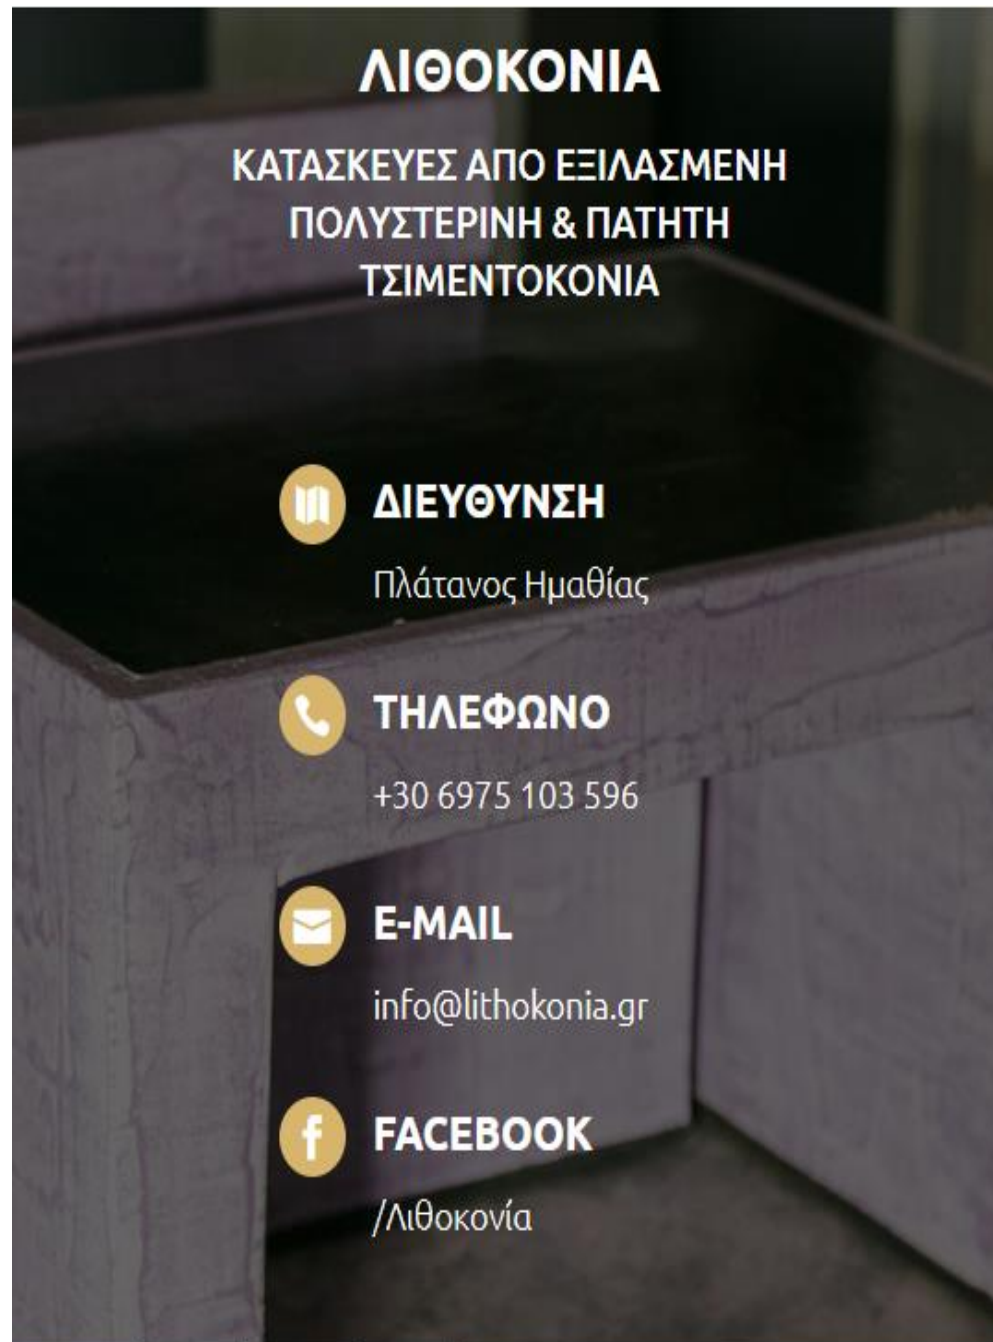 ΛΙΘΟΚΟΝΙΑ
ΚΑΤΑΣΚΕΥΕΣ ΑΠΟ ΕΞΙΛΑΣΜΕΝΗ
ΠΟΛΥΣΤΕΡΙΝΗ & ΠΑΤΗΤΗ
ΤΣΙΜΕΝΤΟΚΟΝΙΑ
ΔΙΕΥΘΥΝΣΗ
Πλάτανος Ημαθίας
ΤΗΛΕΦΩΝΟ
+30 6975 103 596
E-MAIL
info@lithokonia.gr
FACEBOOK
/Λιθοκονία